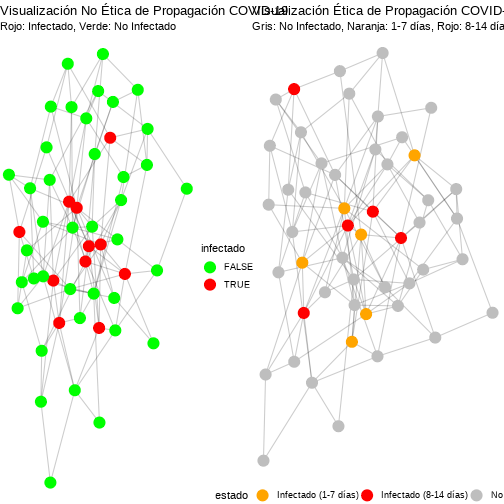 Visualización No Ética de Propagación COVID-19
Visualización Ética de Propagación COVID-
Rojo: Infectado, Verde: No Infectado
Gris: No Infectado, Naranja: 1-7 días, Rojo: 8-14 día
infectado
FALSE
TRUE
estado
Infectado (1-7 días)
Infectado (8-14 días)
No